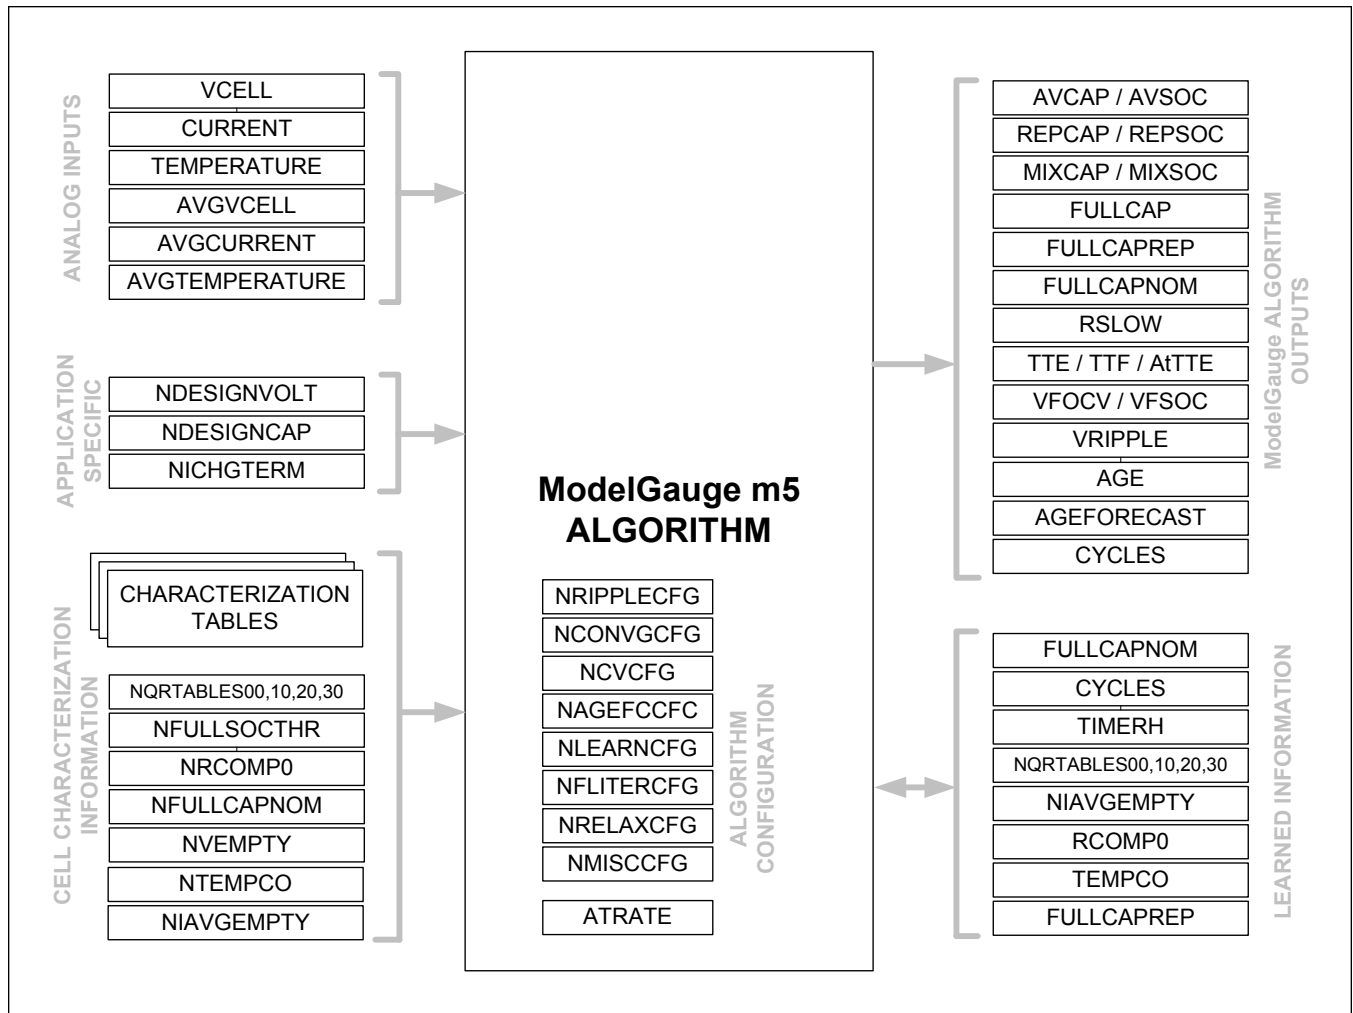 ANALOG INPUTS
VCELL
CURRENT
TEMPERATURE
AVGVCELL
AVGCURRENT
AVGTEMPERATURE
APPLICATION
SPECIFIC
NDESIGNVOLT
NDESIGNCAP
NICHGTERM
CELL CHARACTERIZATION
INFORMATION
CHARACTERIZATION
TABLES
NQRTABLES00,10,20,30
NFULLSOCTHR
NRCOMP0
NFULLCAPNOM
NVEMPTY
NTEMPCO
NIAVGEMPTY
ModelGauge m5
ALGORITHM
NRIPPLECFG
NCONVGCFG
NCVCFG
NAGEFCCFC
NLEARNCFG
NFLITERCFG
NRELAXCFG
NMISCCFG
ATRATE
ALGORITHM
CONFIGURATION
AVCAP / AVSOC
REPCAP / REPSOC
MIXCAP / MIXSOC
FULLCAP
FULLCAPREP
FULLCAPNOM
RSLOW
TTE / TTF / AtTTE
VFOCV / VFSOC
VRIPPLE
AGE
AGEFORECAST
CYCLES
ModelGauge ALGORITHM
OUTPUTS
FULLCAPNOM
CYCLES
TIMERH
NQRTABLES00,10,20,30
NIAVGEMPTY
RCOMP0
TEMPCO
FULLCAPREP
LEARNED INFORMATION